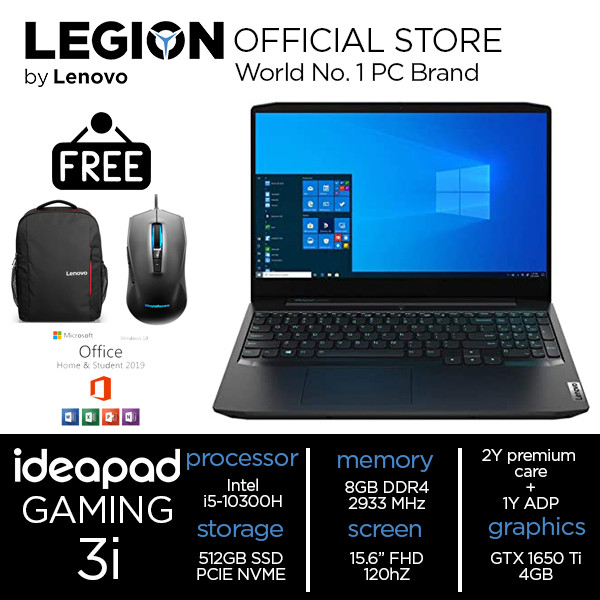 LEGION OFFICIAL STORE
by Lenovo World No. 1 PC Brand
FREE
Lenovo
Microsoft
Office
Home & Student 2019
Lenovo
ideapad
GAMING
3i
processor
Intel
i5-10300H
storage
512GB SSD
PCIE NVME
memory
8GB DDR4
2933 MHz
screen
15.6” FHD
120hZ
2Y premium
care
+
1Y ADP
graphics
GTX 1650 Ti
4GB